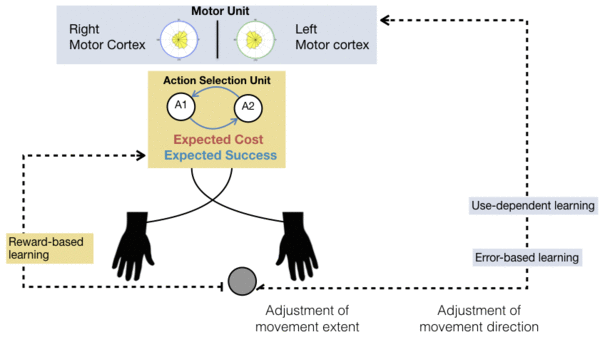 Motor Unit
Right
Motor Cortex
Left
Motor cortex
Action Selection Unit
A1
A2
Expected Cost
Expected Success
Use-dependent learning
Reward-based
learning
Error-based learning
Adjustment of
movement extent
Adjustment of
movement direction